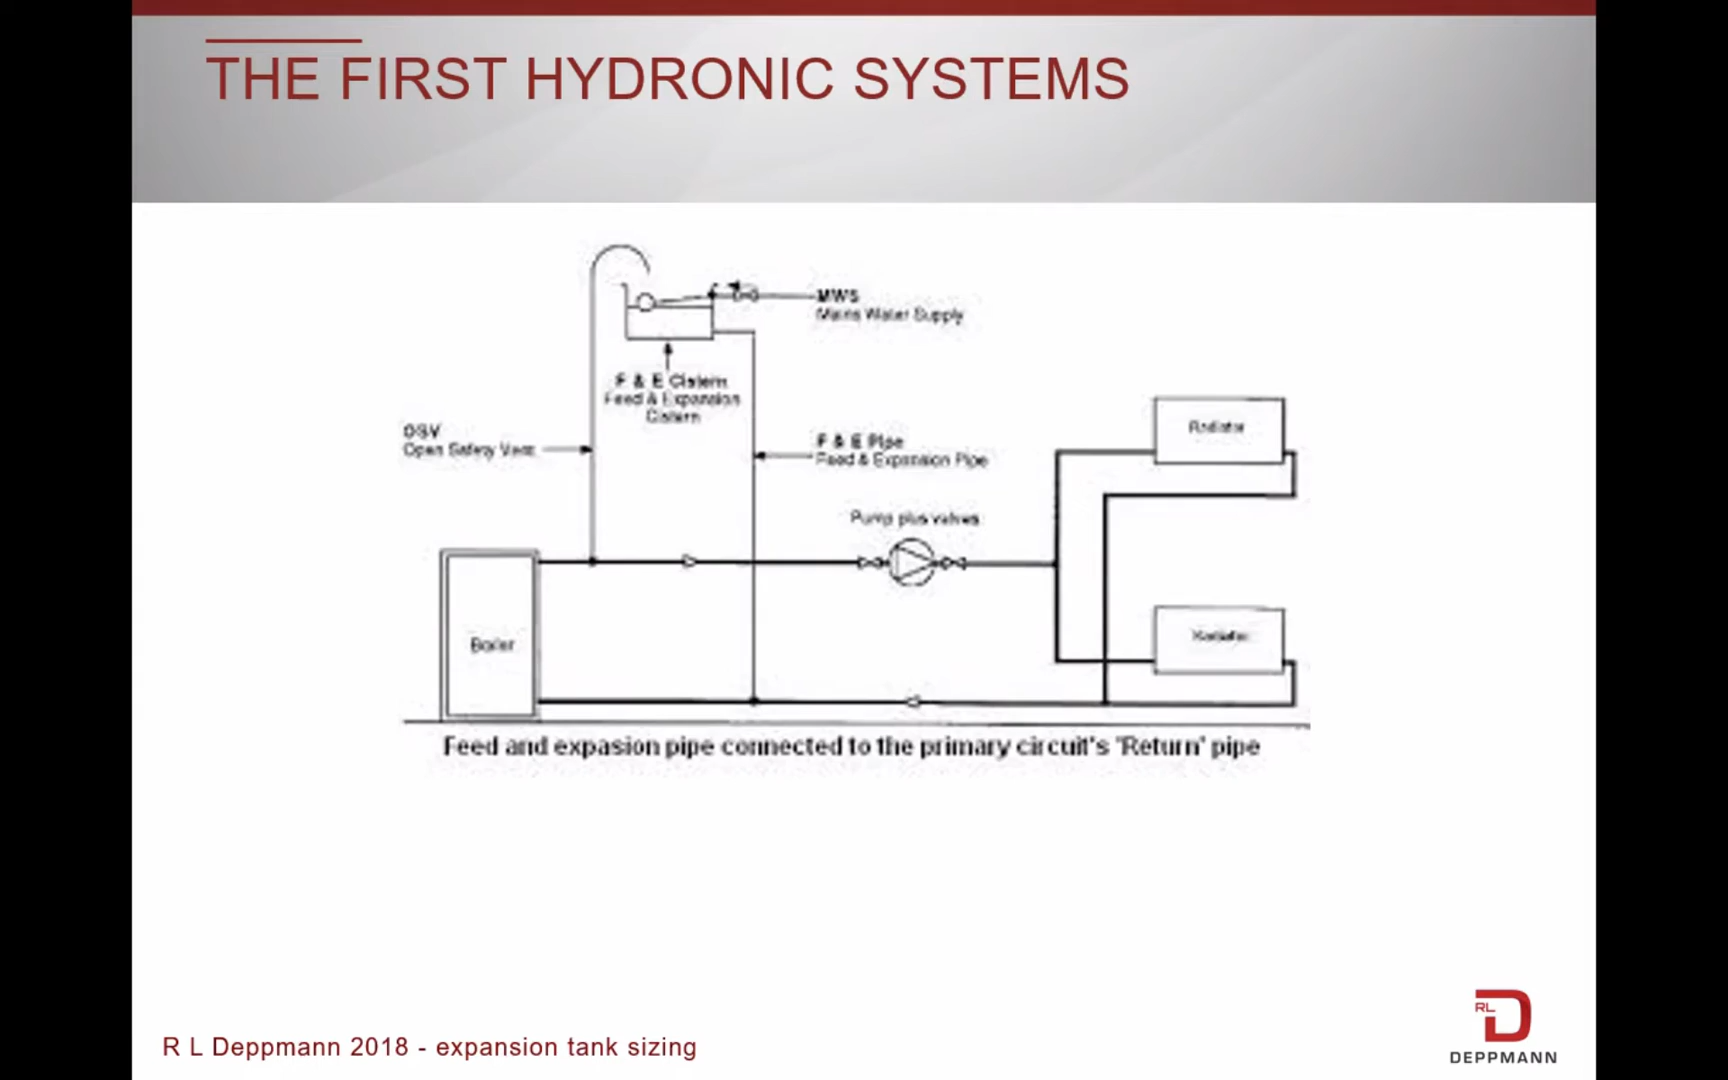 THE FIRST HYDRONIC SYSTEMS
MWS
Mains Water Supply
F & E Cistern
Feed & Expansion
Cistern
OSV
Open Safety Vent
F & E Pipe
Feed & Expansion Pipe
Radiator
Pump plus valves
Radiator
Boiler
Feed and expasion pipe connected to the primary circuit's 'Return' pipe
R L Deppmann 2018 - expansion tank sizing
RL
DEPPMANN